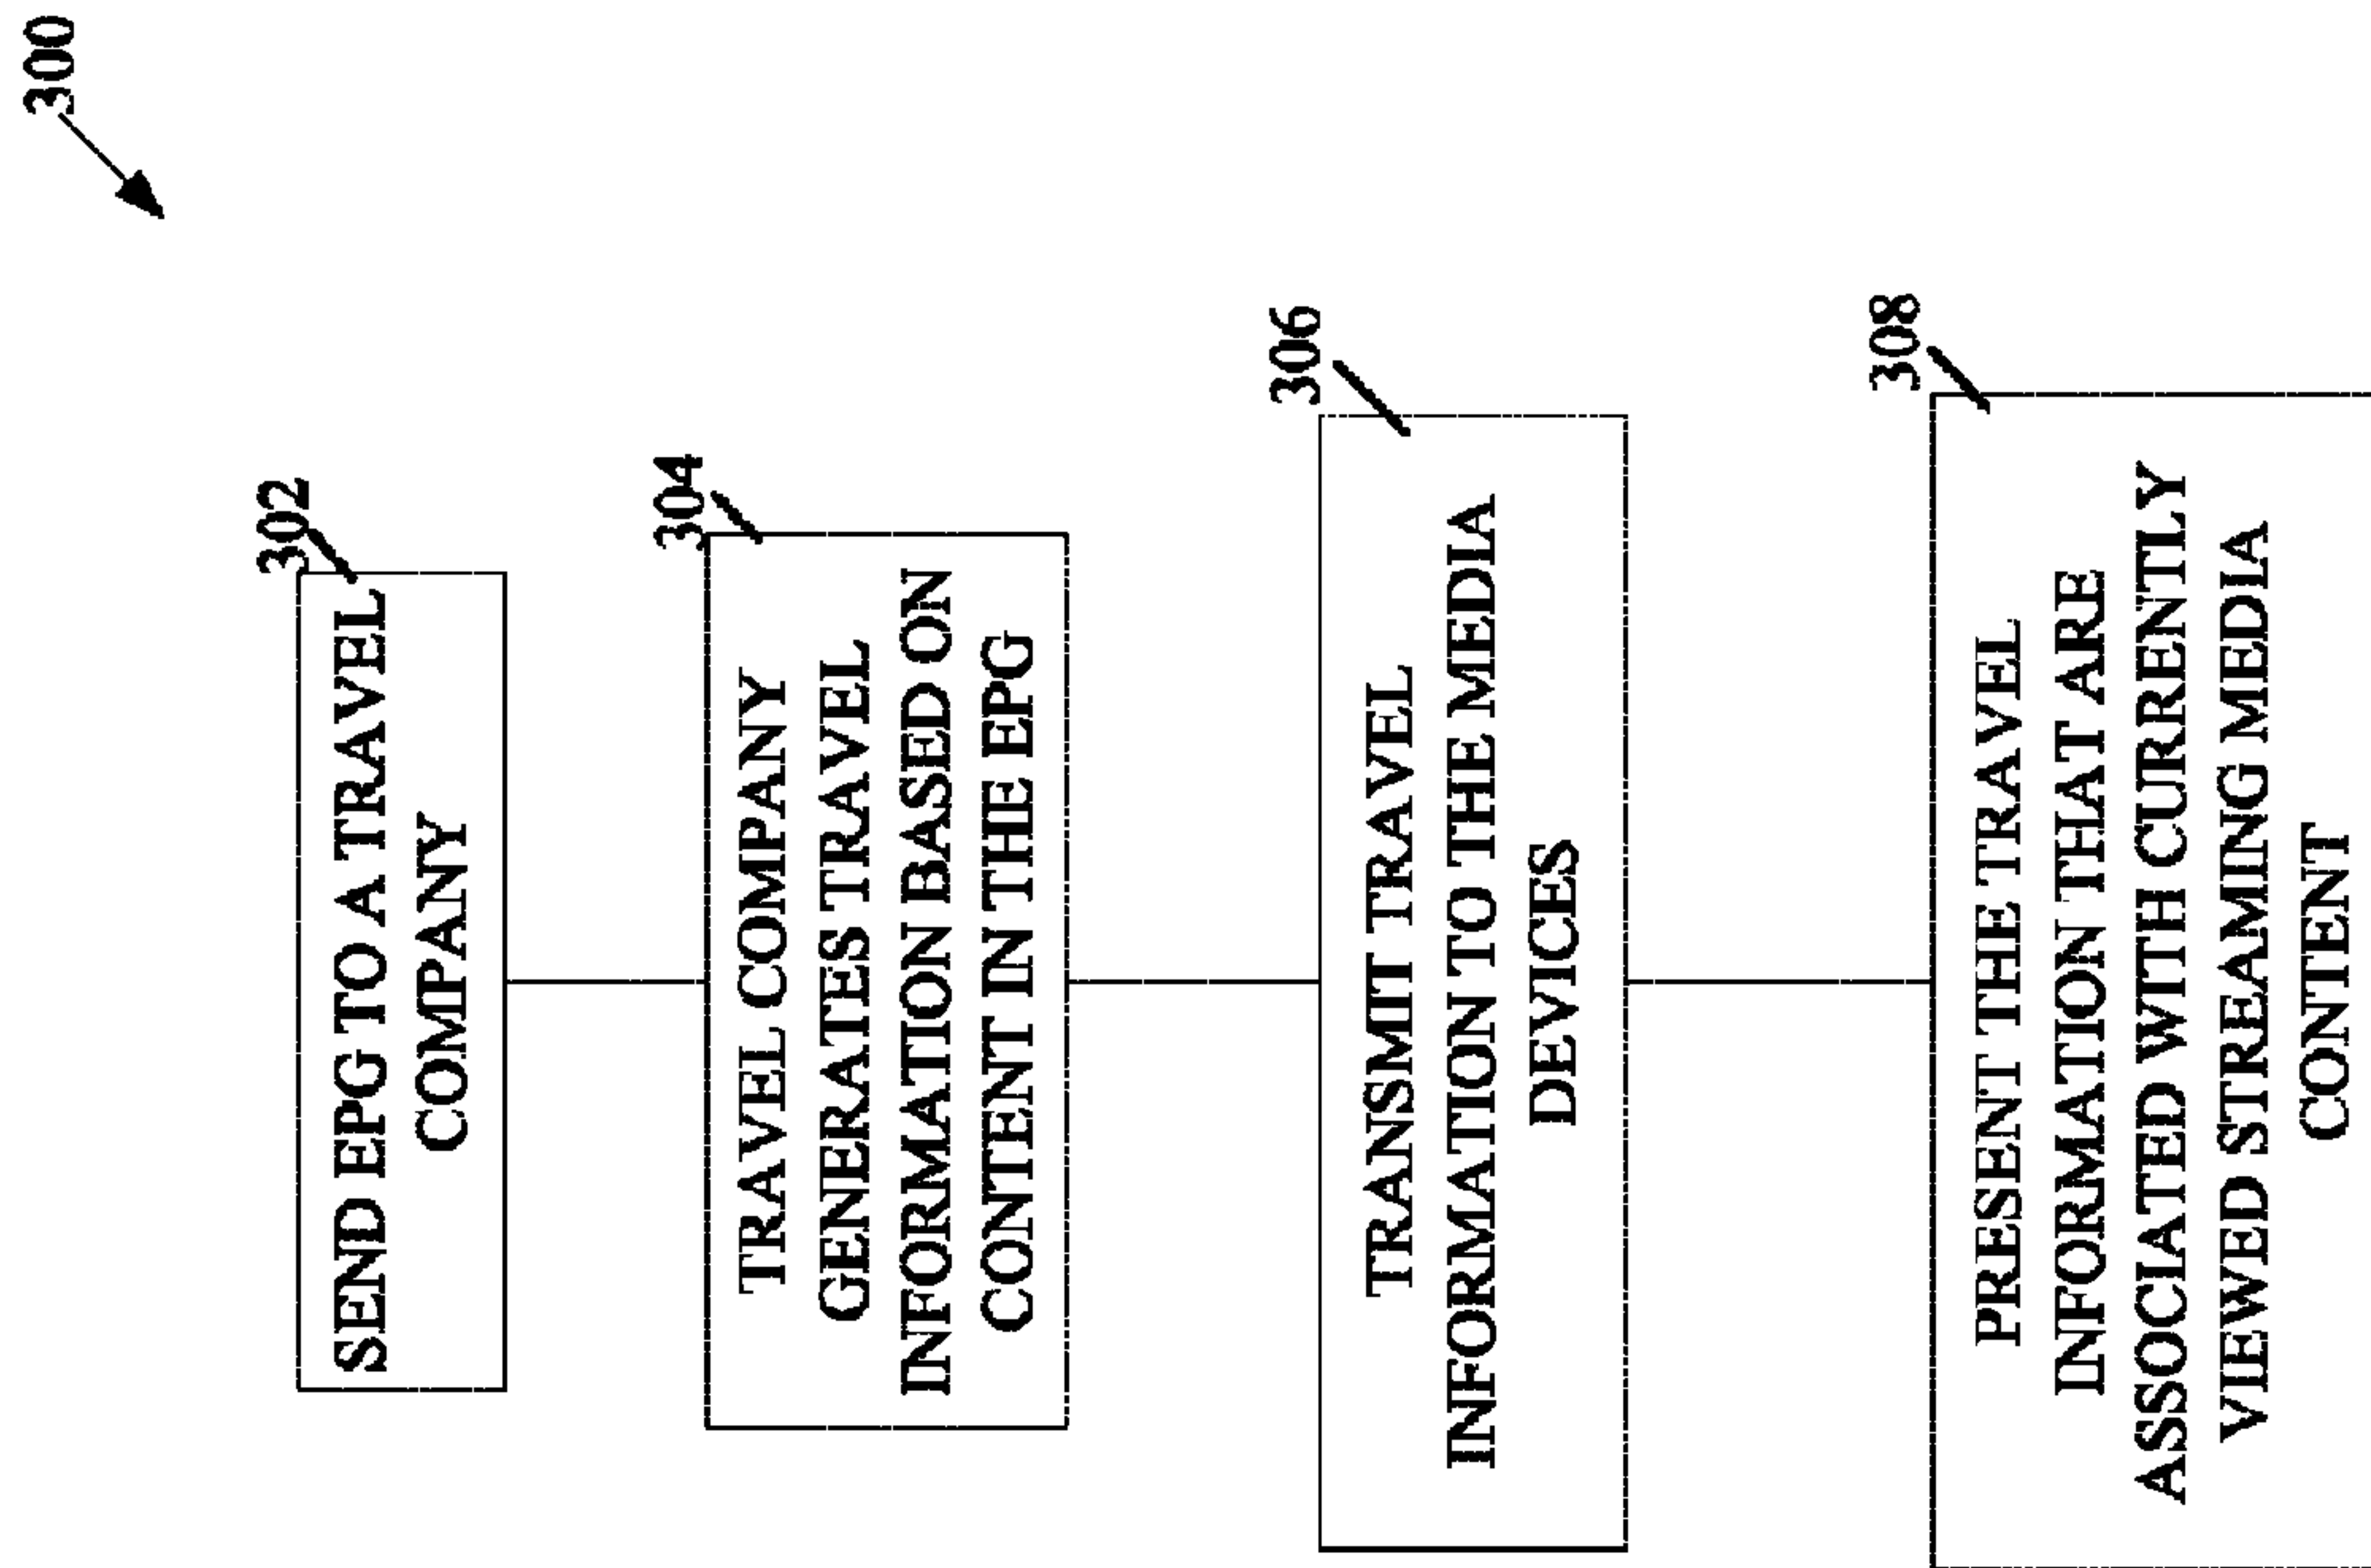 300
302
SEND EPG TO A TRAVEL
COMPANY
304
TRAVEL COMPANY
GENERATES TRAVEL
INFORMATION BASED ON
CONTENT IN THE EPG
306
TRANSMIT TRAVEL
INFORMATION TO THE MEDIA
DEVICES
308
PRESENT THE TRAVEL
INFORMATION THAT ARE
ASSOCIATED WITH CURRENTLY
VIEWED STREAMING MEDIA
CONTENT